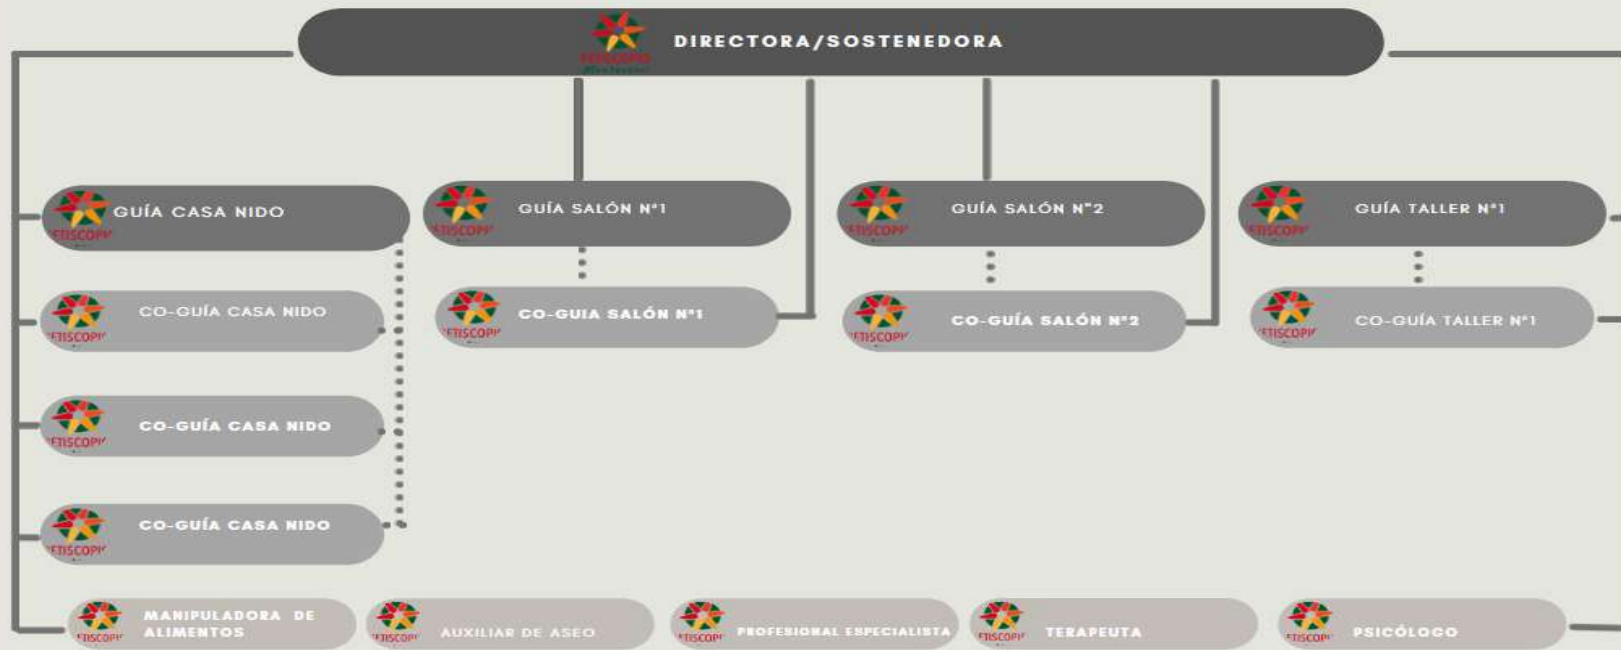 DIRECTORA/SOSTENEDORA
GUÍA CASA NIDO
GUÍA SALÓN N°1
GUÍA SALÓN N°2
GUÍA TALLER N°1
CO-GUÍA CASA NIDO
CO-GUIA SALÓN N°1
CO-GUÍA SALÓN N°2
CO-GUÍA TALLER N°1
CO-GUÍA CASA NIDO
CO-GUÍA CASA NIDO
MANIPULADORA DE
ALIMENTOS
AUXILIAR DE ASEO
PROFESIONAL ESPECIALISTA
TERAPEUTA
PSICÓLOGO